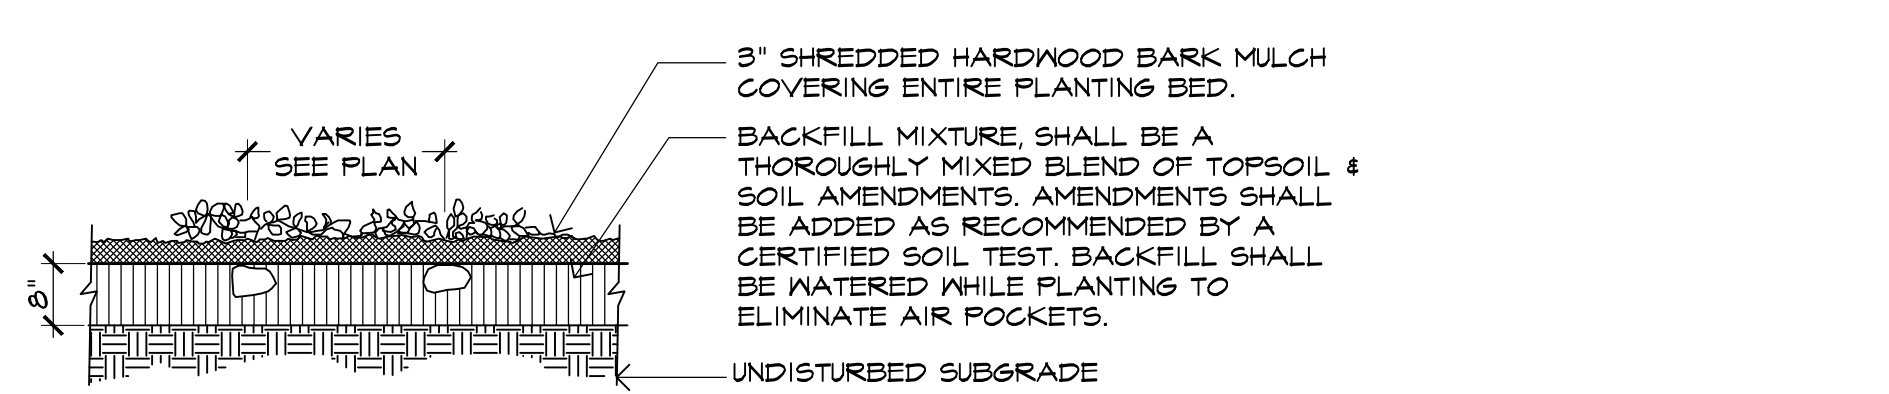 3" SHREDDED HARDWOOD BARK MULCH
COVERING ENTIRE PLANTING BED.
VARIES
SEE PLAN
BACKFILL MIXTURE, SHALL BE A
THOROUGHLY MIXED BLEND OF TOPSOIL &
SOIL AMENDMENTS. AMENDMENTS SHALL
BE ADDED AS RECOMMENDED BY A
CERTIFIED SOIL TEST. BACKFILL SHALL
BE WATERED WHILE PLANTING TO
ELIMINATE AIR POCKETS.
8"
UNDISTURBED SUBGRADE